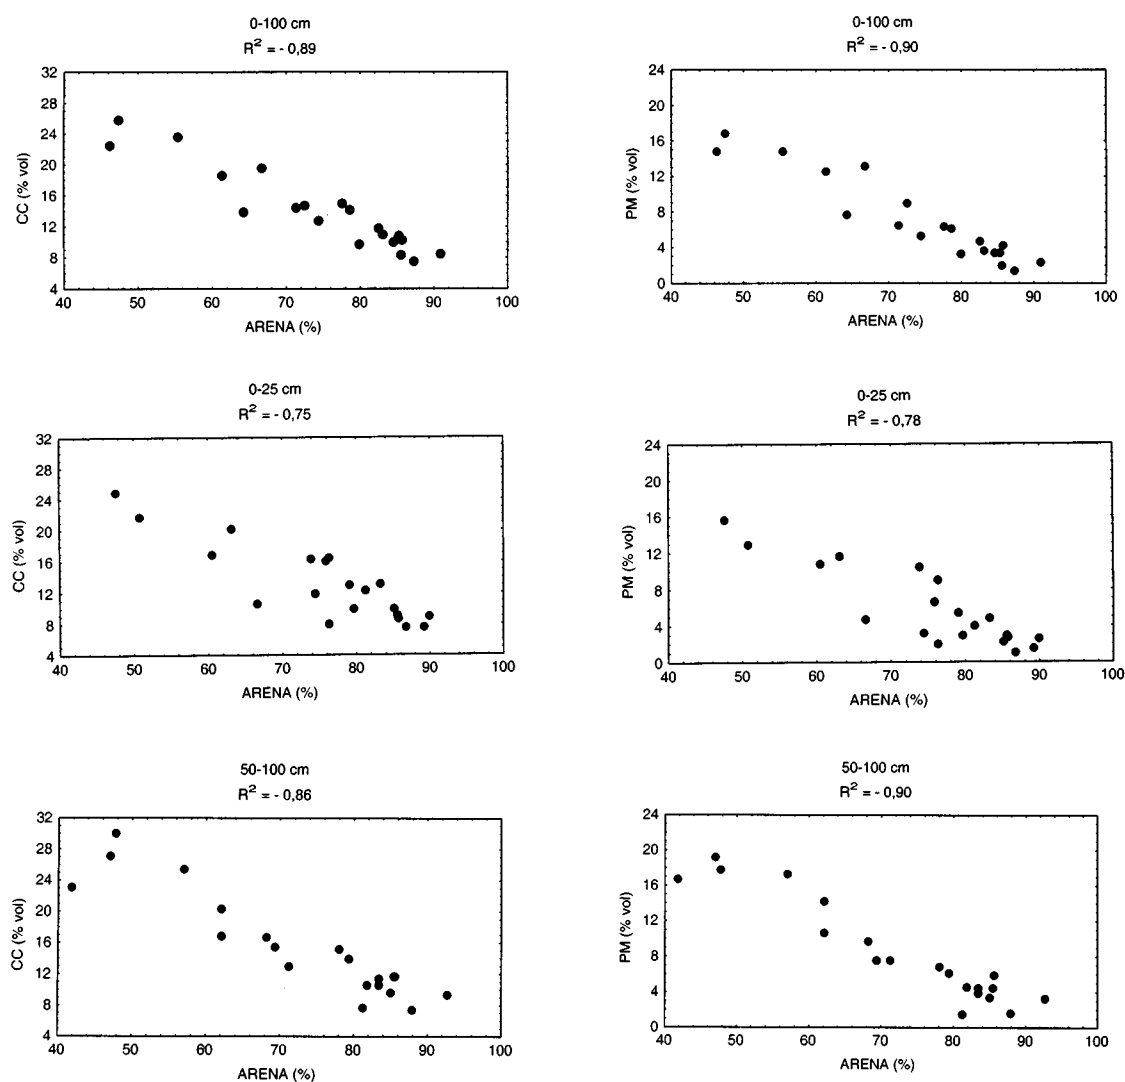 0-100 cm
R² = - 0,89
32
28
24
20
16
12
8
4
CC (% vol)
40 50 60 70 80 90 100
ARENA (%)
0-100 cm
R² = - 0,90
24
20
16
12
8
4
0
PM (% vol)
40 50 60 70 80 90 100
ARENA (%)
0-25 cm
R² = - 0,75
32
28
24
20
16
12
8
4
CC (% vol)
40 50 60 70 80 90 100
ARENA (%)
0-25 cm
R² = - 0,78
24
20
16
12
8
4
0
PM (% vol)
40 50 60 70 80 90 100
ARENA (%)
50-100 cm
R² = - 0,86
32
28
24
20
16
12
8
4
CC (% vol)
40 50 60 70 80 90 100
ARENA (%)
50-100 cm
R² = - 0,90
24
20
16
12
8
4
0
PM (% vol)
40 50 60 70 80 90 100
ARENA (%)